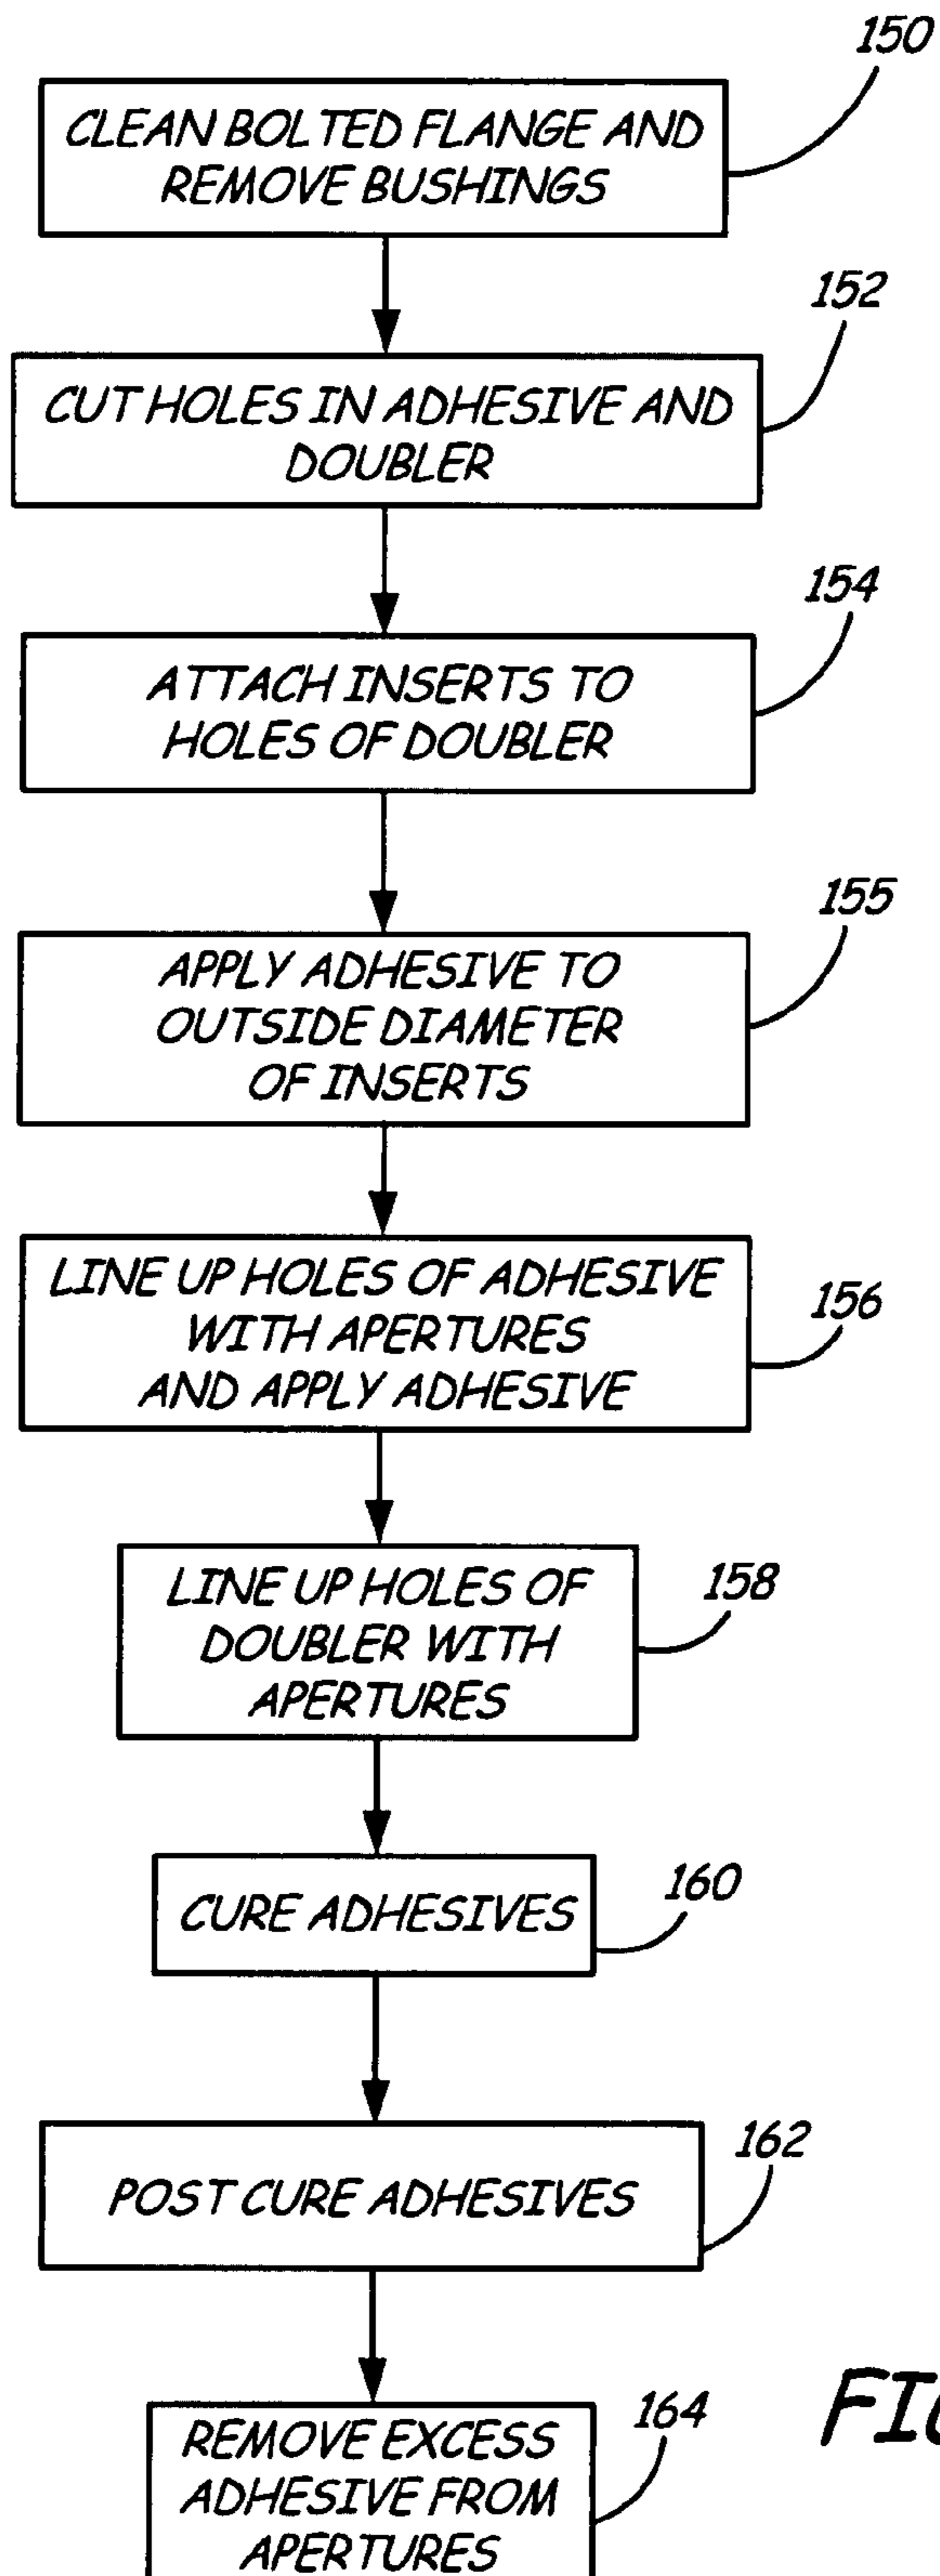 150
CLEAN BOLTED FLANGE AND
REMOVE BUSHINGS
152
CUT HOLES IN ADHESIVE AND
DOUBLER
154
ATTACH INSERTS TO
HOLES OF DOUBLER
155
APPLY ADHESIVE TO
OUTSIDE DIAMETER
OF INSERTS
LINE UP HOLES OF ADHESIVE
WITH APERTURES
AND APPLY ADHESIVE
156
LINE UP HOLES OF
DOUBLER WITH
APERTURES
158
CURE ADHESIVES
160
POST CURE ADHESIVES
162
REMOVE EXCESS
ADHESIVE FROM
APERTURES
164